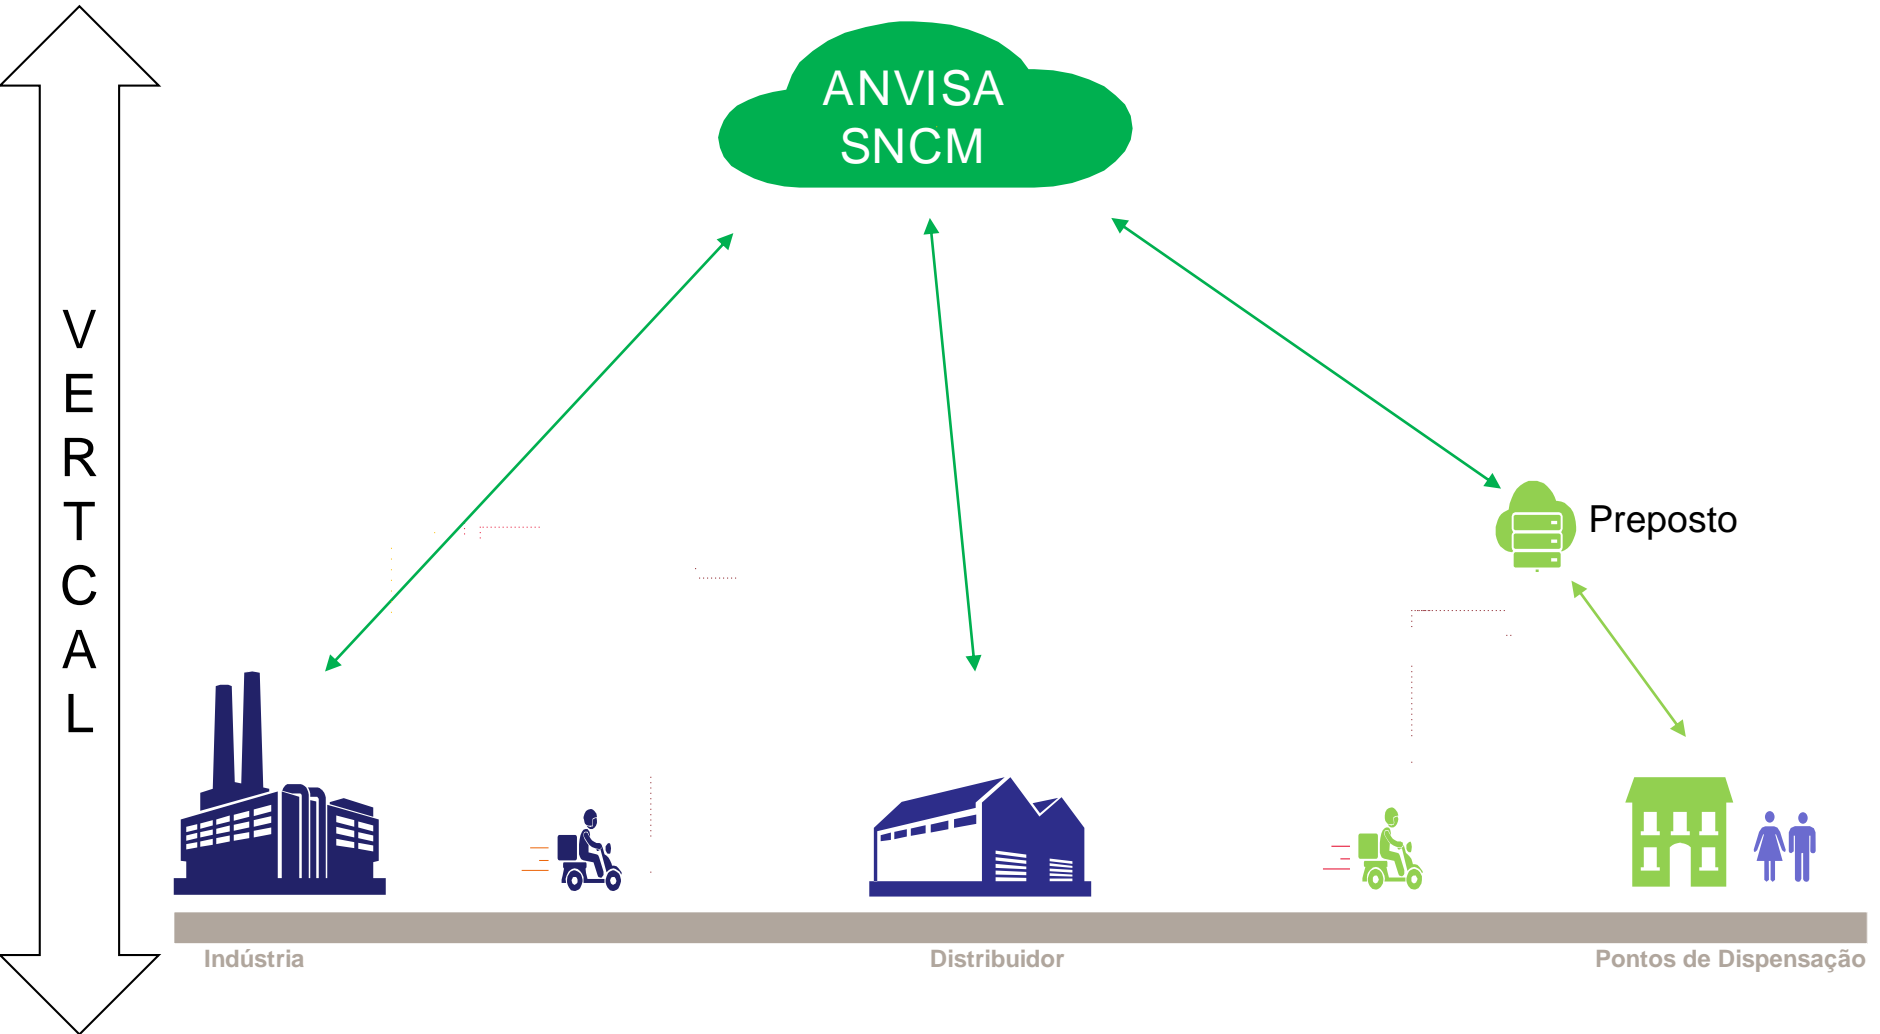 ANVISA
SNCM
V
E
R
T
C
A
L
Preposto
Indústria
Distribuidor
Pontos de Dispensação